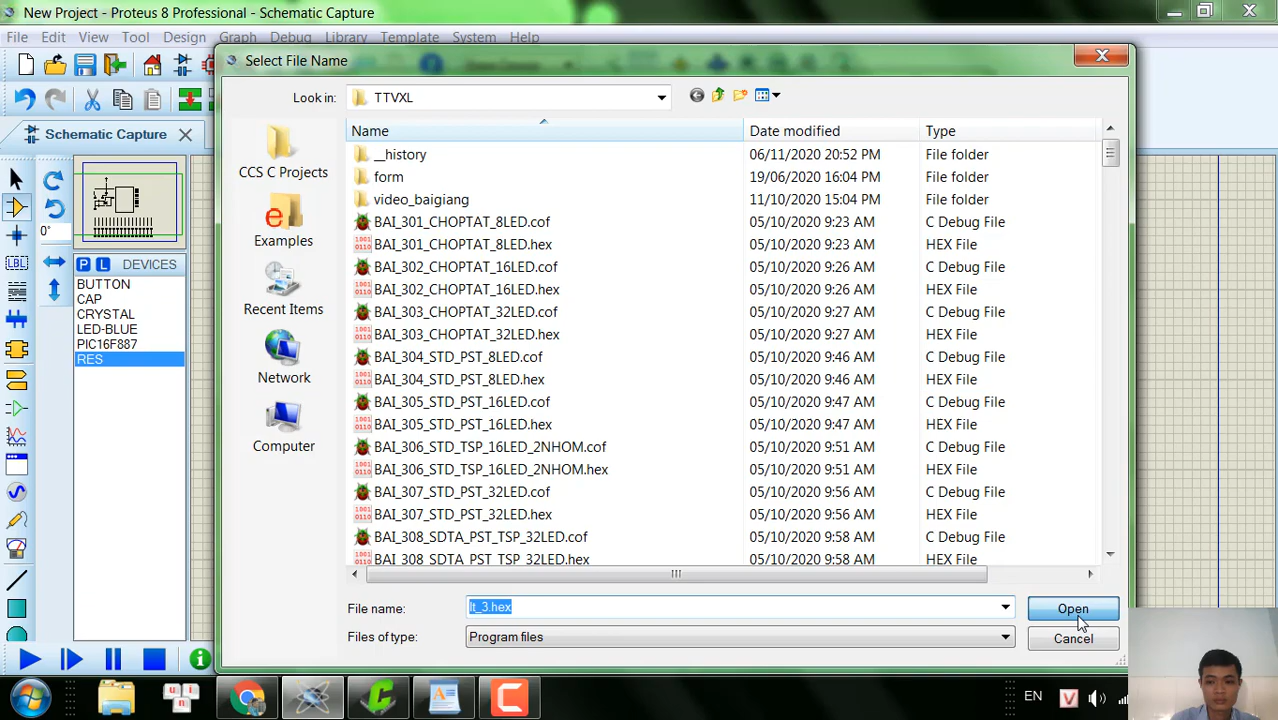 New Project - Proteus 8 Professional - Schematic Capture
File Edit View Tool Design Graph Debug Library Template System Help
Select File Name
Look in: TTVXL
Schematic Capture
Name Date modified Type
CCS C Projects
Examples
Recent Items
Network
Computer
__history 06/11/2020 20:52 PM File folder
form 19/06/2020 16:04 PM File folder
video_baigiang 11/10/2020 15:04 PM File folder
BAI_301_CHOPTAT_8LED.cof 05/10/2020 9:23 AM C Debug File
BAI_301_CHOPTAT_8LED.hex 05/10/2020 9:23 AM HEX File
BAI_302_CHOPTAT_16LED.cof 05/10/2020 9:26 AM C Debug File
BAI_302_CHOPTAT_16LED.hex 05/10/2020 9:26 AM HEX File
BAI_303_CHOPTAT_32LED.cof 05/10/2020 9:27 AM C Debug File
BAI_303_CHOPTAT_32LED.hex 05/10/2020 9:27 AM HEX File
BAI_304_STD_PST_8LED.cof 05/10/2020 9:46 AM C Debug File
BAI_304_STD_PST_8LED.hex 05/10/2020 9:46 AM HEX File
BAI_305_STD_PST_16LED.cof 05/10/2020 9:47 AM C Debug File
BAI_305_STD_PST_16LED.hex 05/10/2020 9:47 AM HEX File
BAI_306_STD_TSP_16LED_2NHOM.cof 05/10/2020 9:51 AM C Debug File
BAI_306_STD_TSP_16LED_2NHOM.hex 05/10/2020 9:51 AM HEX File
BAI_307_STD_PST_32LED.cof 05/10/2020 9:56 AM C Debug File
BAI_307_STD_PST_32LED.hex 05/10/2020 9:56 AM HEX File
BAI_308_SDTA_PST_TSP_32LED.cof 05/10/2020 9:58 AM C Debug File
BAI_308_SDTA_PST_TSP_32LED.hex 05/10/2020 9:58 AM HEX File
0°
P L DEVICES
BUTTON
CAP
CRYSTAL
LED-BLUE
PIC16F887
RES
File name: lt_3.hex Open
Files of type: Program files Cancel
EN